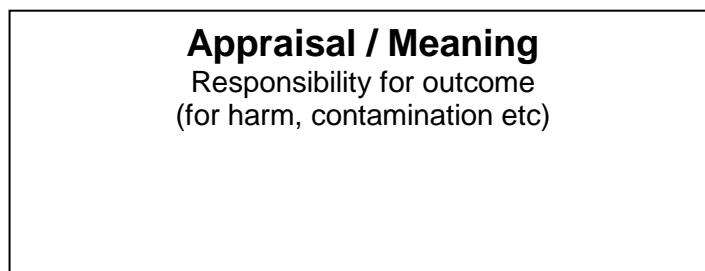 Appraisal / Meaning
Responsibility for outcome
(for harm, contamination etc)